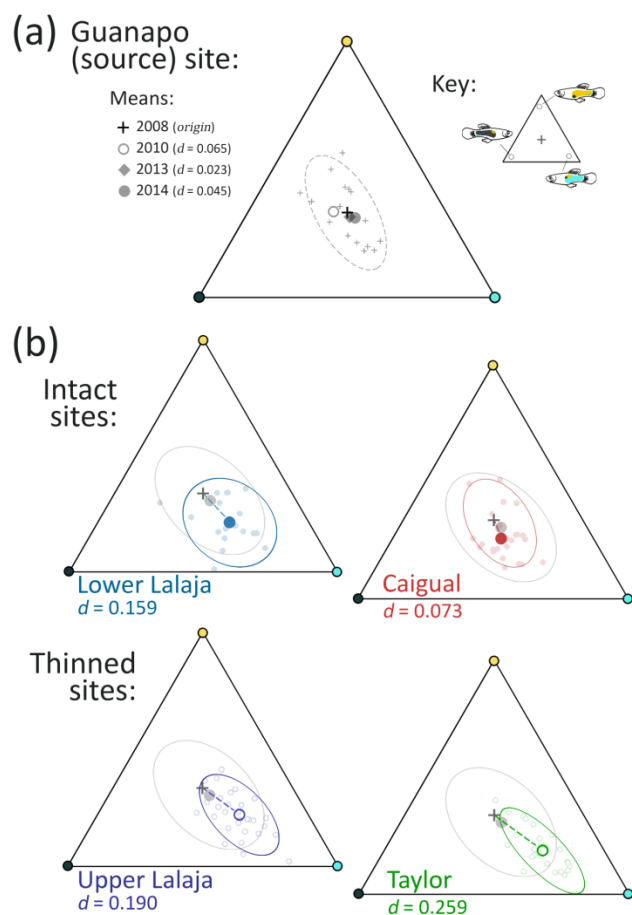 (a) Guanapo
(source) site:
Means:
2008 (origin)
2010 (d = 0.065)
2013 (d = 0.023)
2014 (d = 0.045)
Key:
(b)
Intact
sites:
Lower Lalaja
d = 0.159
Caigual
d = 0.073
Thinned
sites:
Upper Lalaja
d = 0.190
Taylor
d = 0.259